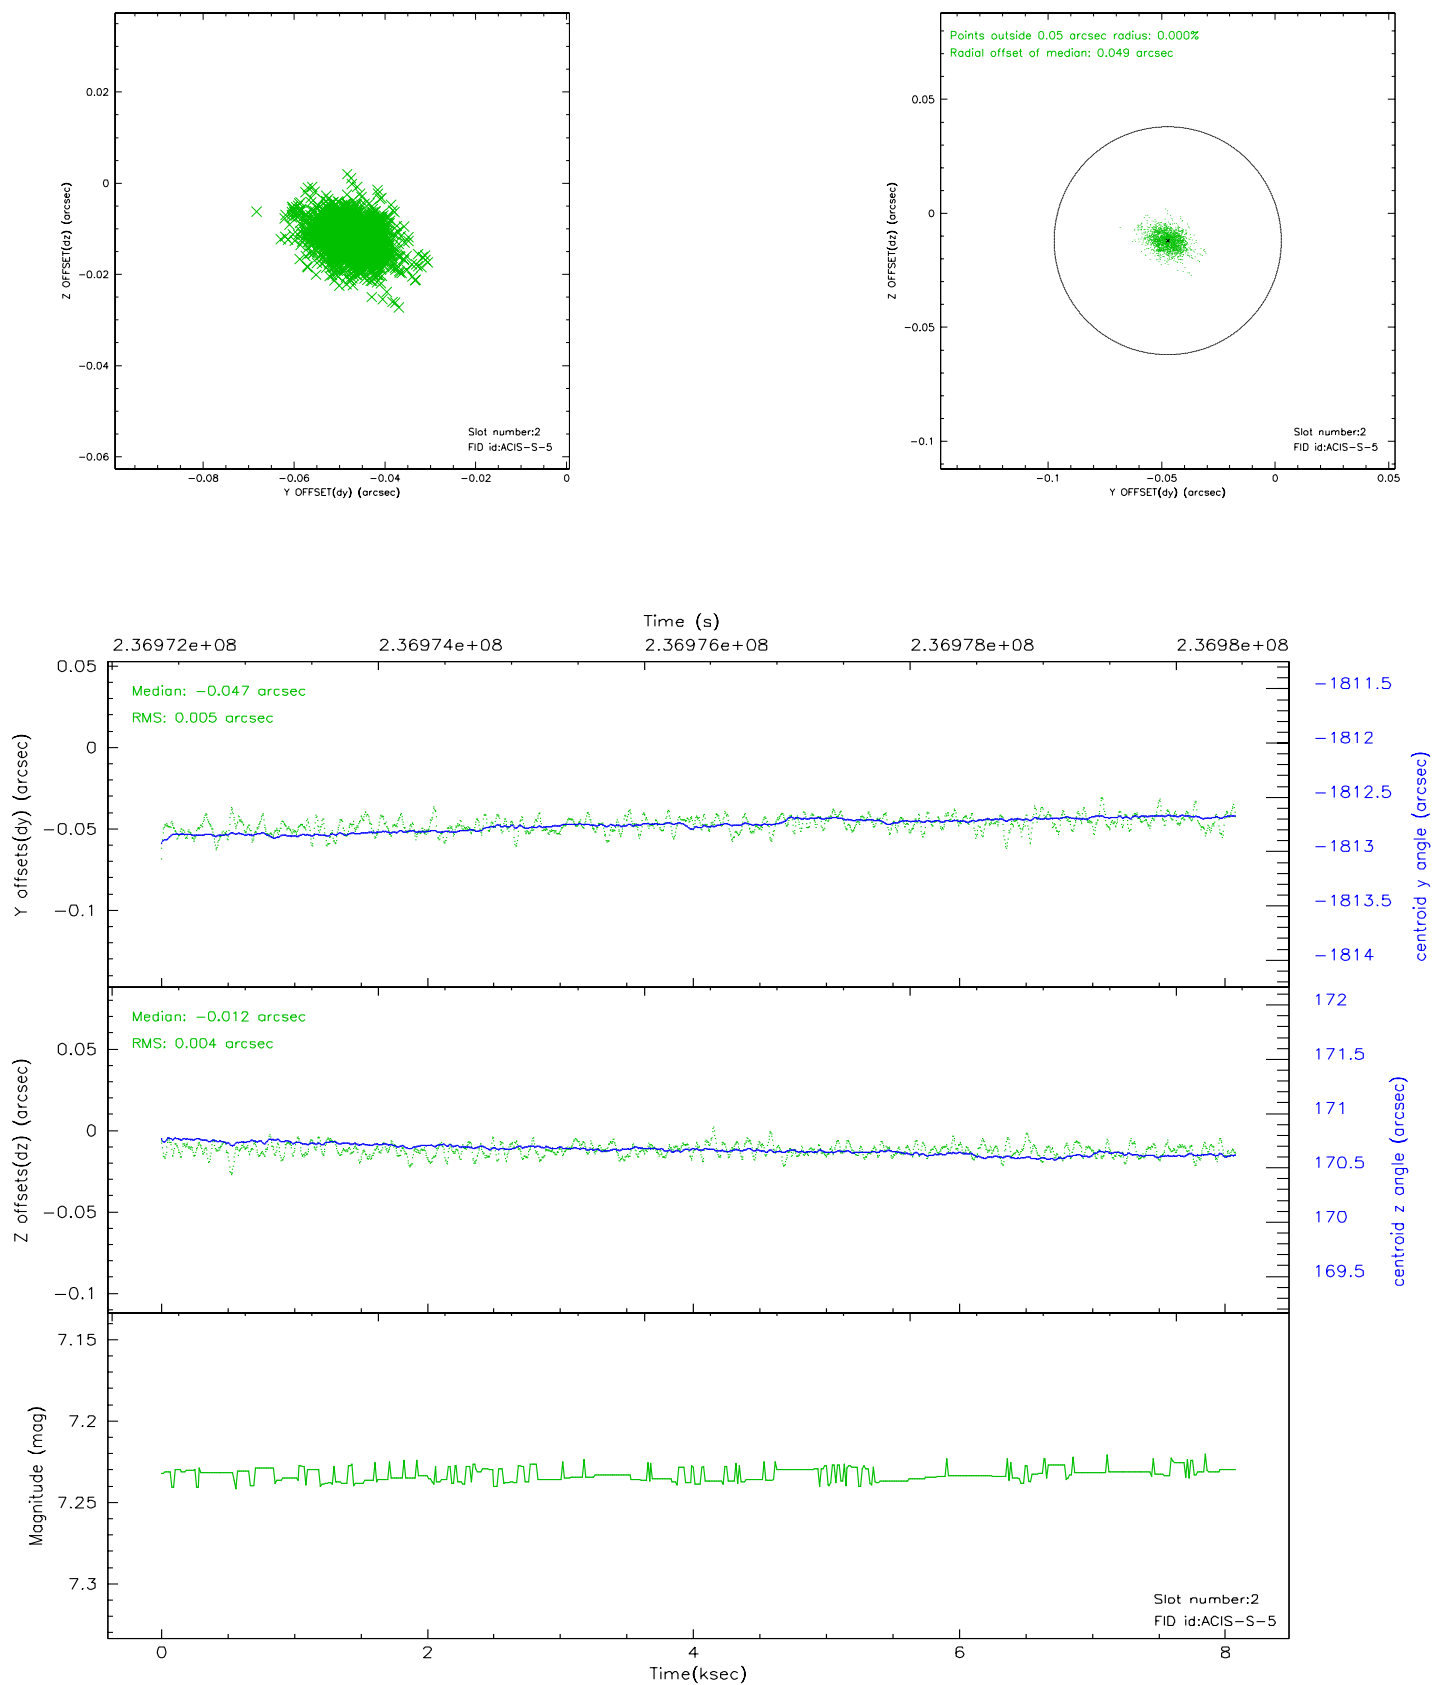 0.02
0
-0.02
-0.04
-0.06
Z OFFSET(dz) (arcsec)
Slot number:2
FID id:ACIS-S-5
-0.08 -0.06 -0.04 -0.02 0
Y OFFSET(dy) (arcsec)
Points outside 0.05 arcsec radius: 0.000%
Radial offset of median: 0.049 arcsec
0.05
0
-0.05
-0.1
Z OFFSET(dz) (arcsec)
Slot number:2
FID id:ACIS-S-5
-0.1 -0.05 0 0.05
Y OFFSET(dy) (arcsec)
Time (s)
2.36972e+08 2.36974e+08 2.36976e+08 2.36978e+08 2.3698e+08
Median: -0.047 arcsec
RMS: 0.005 arcsec
0.05
0
-0.05
-0.1
Y offsets(dy) (arcsec)
-1811.5
-1812
-1812.5
-1813
-1813.5
-1814
centroid y angle (arcsec)
Median: -0.012 arcsec
RMS: 0.004 arcsec
0.05
0
-0.05
-0.1
Z offsets(dz) (arcsec)
172
171.5
171
170.5
170
169.5
centroid z angle (arcsec)
7.15
7.2
7.25
7.3
Magnitude (mag)
Slot number:2
FID id:ACIS-S-5
0 2 4 6 8
Time(ksec)